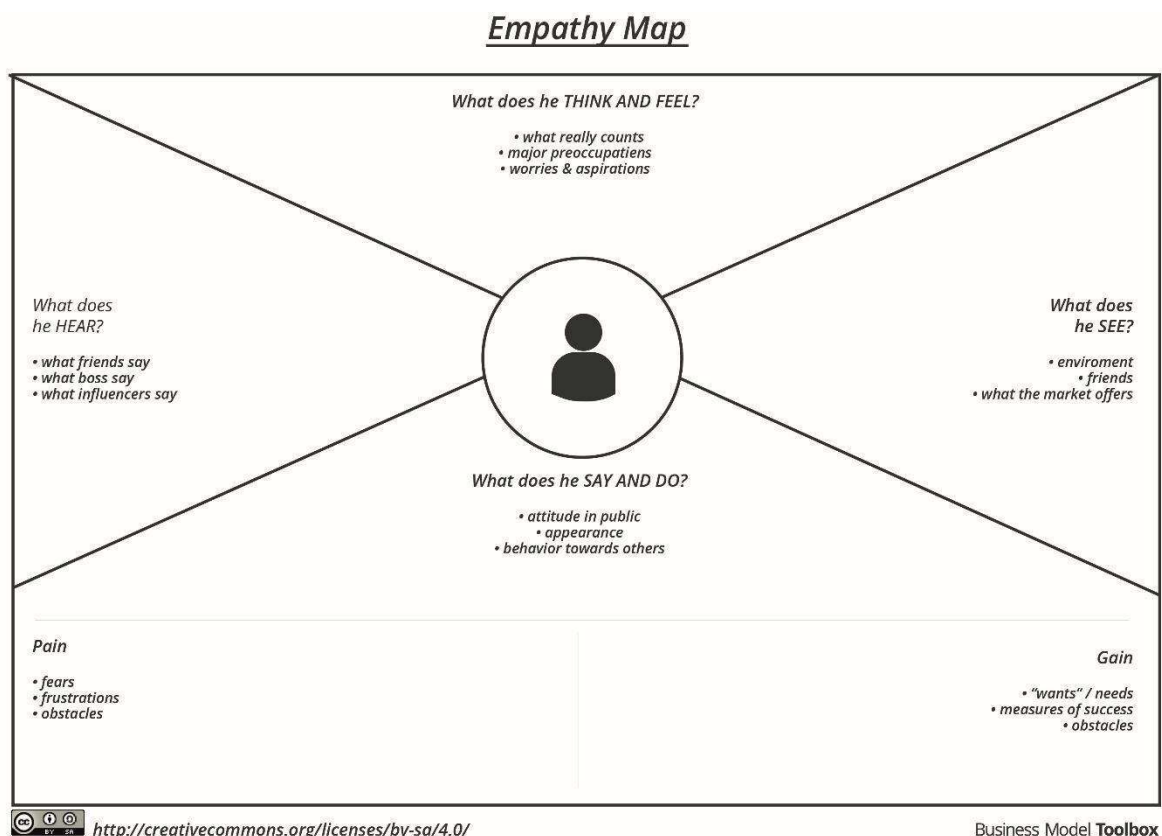 Empathy Map
What does he THINK AND FEEL?
• what really counts
• major preoccupatiens
• worries & aspirations
What does
he HEAR?
• what friends say
• what boss say
• what influencers say
What does
he SEE?
• enviroment
• friends
• what the market offers
What does he SAY AND DO?
• attitude in public
• appearance
• behavior towards others
Pain
• fears
• frustrations
• obstacles
Gain
• “wants” / needs
• measures of success
• obstacles
cc BY SA http://creativecommons.org/licenses/by-sa/4.0/
Business Model Toolbox